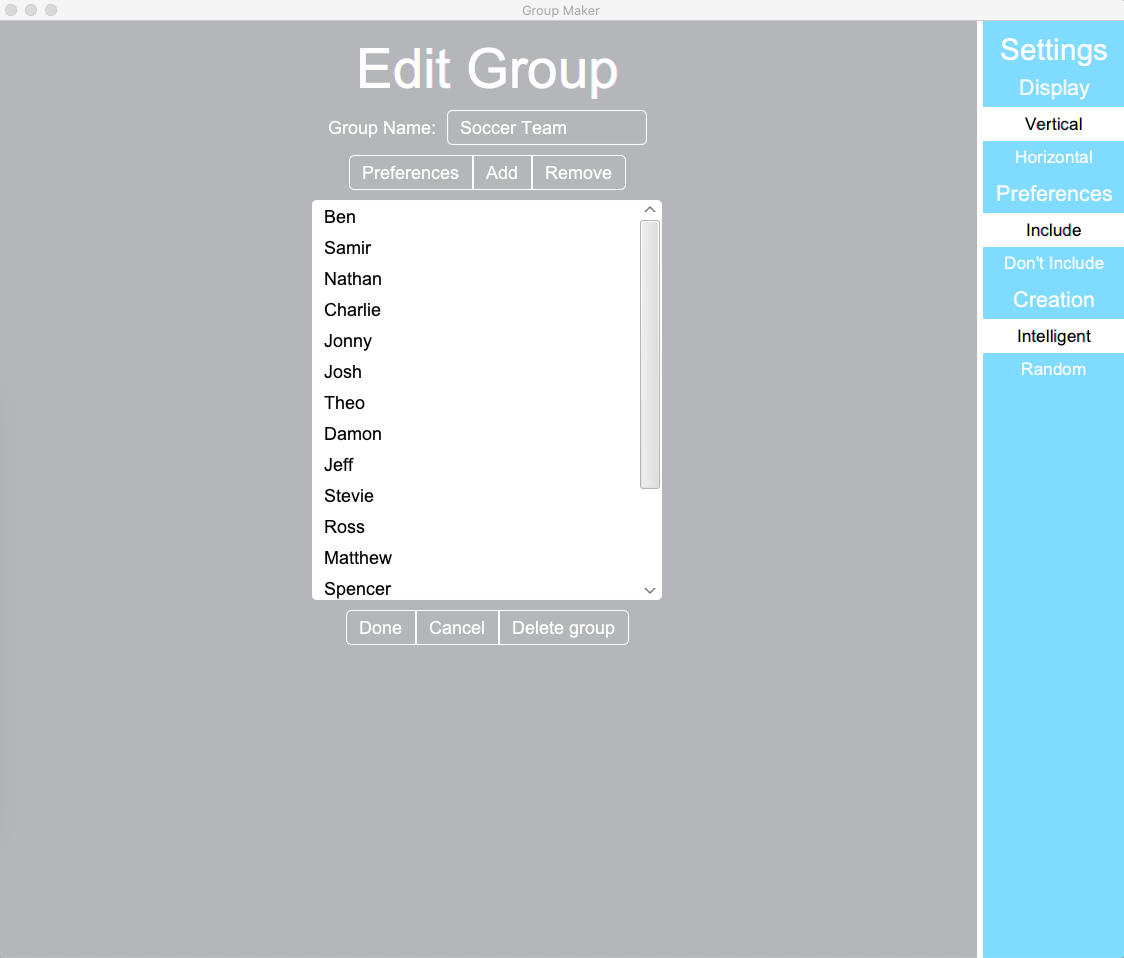 Group Maker
Edit Group
Group Name: Soccer Team
Preferences Add Remove
Ben
Samir
Nathan
Charlie
Jonny
Josh
Theo
Damon
Jeff
Stevie
Ross
Matthew
Spencer
Done Cancel Delete group
Settings
Display
Vertical
Horizontal
Preferences
Include
Don't Include
Creation
Intelligent
Random